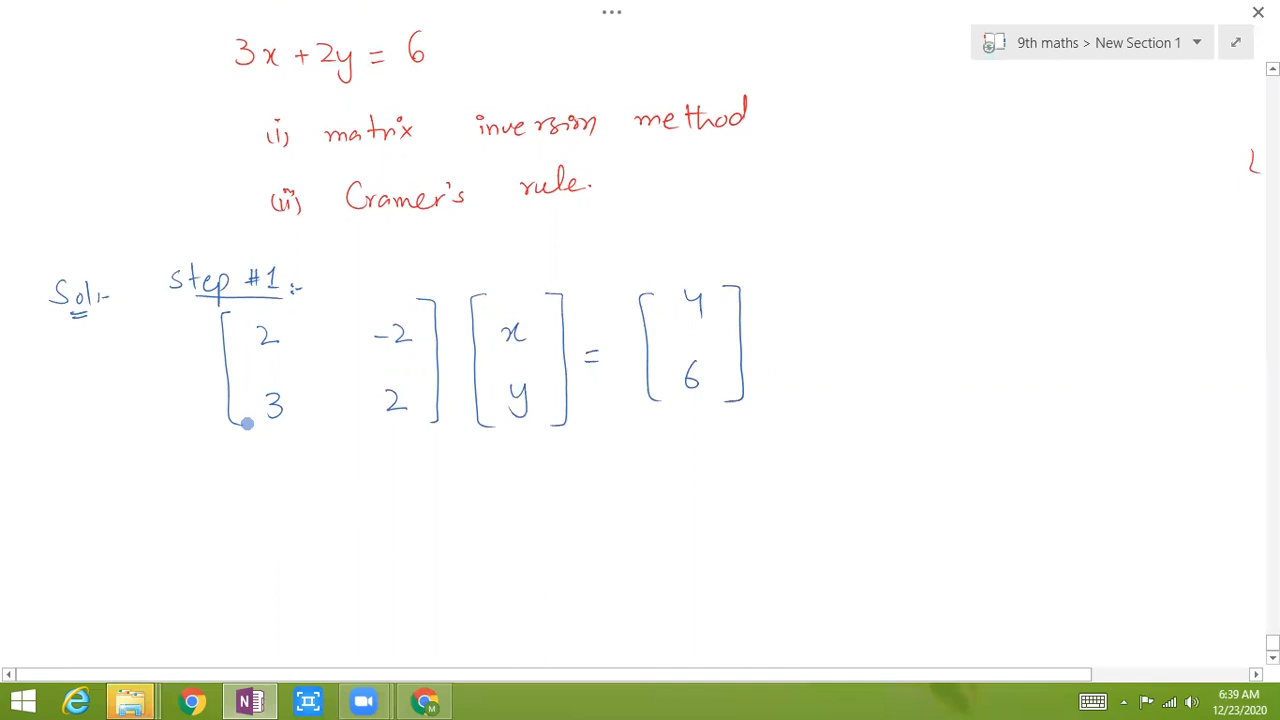 9th maths > New Section 1
3x + 2y = 6
(i) matrix inversion method
(ii) Cramer's rule.
Sol:- Step #1:-
[ 2 -2 ] [ x ] = [ 4 ]
[ 3 2 ] [ y ] [ 6 ]
6:39 AM
12/23/2020